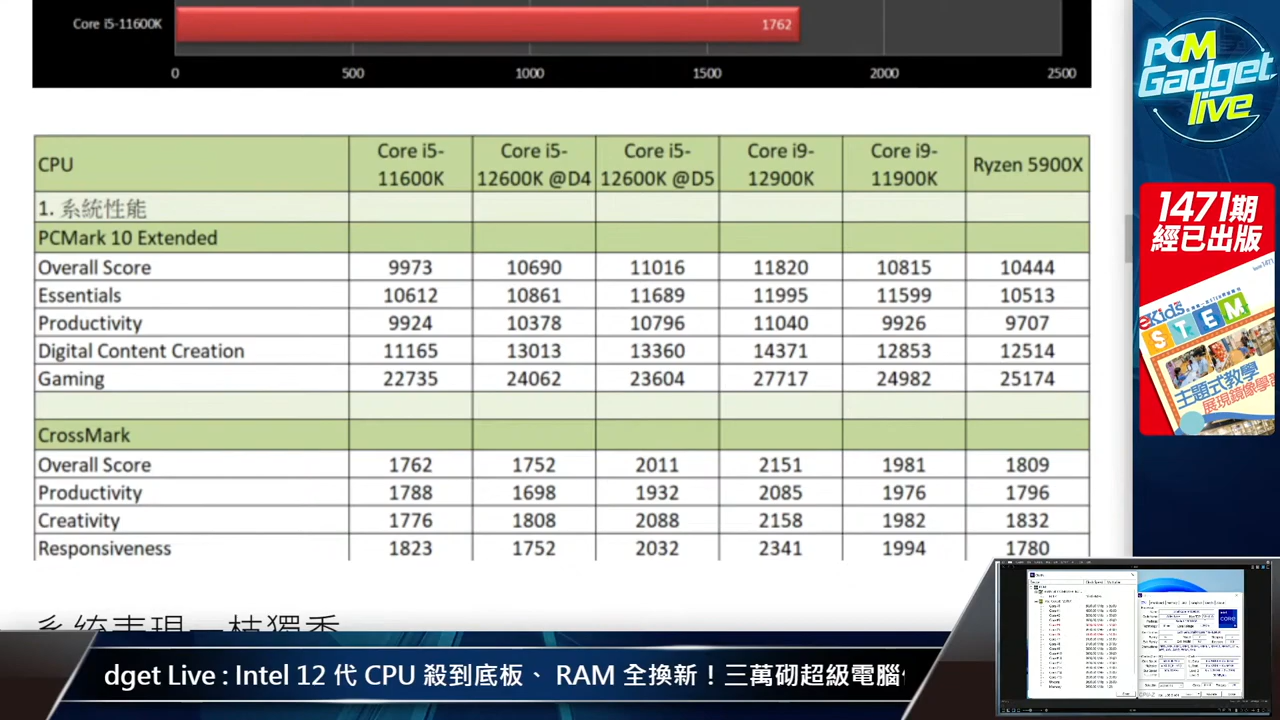 Core i5-11600K 1762
0 500 1000 1500 2000 2500
PCM
Gadget
live
CPU Core i5-11600K Core i5-12600K @D4 Core i5-12600K @D5 Core i9-12900K Core i9-11900K Ryzen 5900X
1. 系統性能
PCMark 10 Extended
Overall Score 9973 10690 11016 11820 10815 10444
Essentials 10612 10861 11689 11995 11599 10513
Productivity 9924 10378 10796 11040 9926 9707
Digital Content Creation 11165 13013 13360 14371 12853 12514
Gaming 22735 24062 23604 27717 24982 25174
CrossMark
Overall Score 1762 1752 2011 2151 1981 1809
Productivity 1788 1698 1932 2085 1976 1796
Creativity 1776 1808 2088 2158 1982 1832
Responsiveness 1823 1752 2032 2341 1994 1780
1471期
經已出版
eKids
STEM
主題式教學
展現鏡像學習
dget Live : Intel 12 代 CPU 殺到
RAM 全換新！三萬砌超級電腦